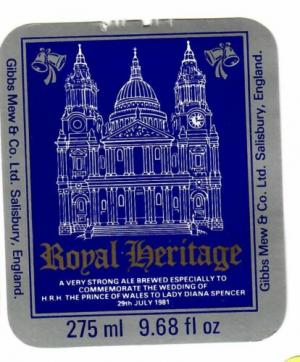 Gibbs Mew & Co. Ltd. Salisbury, England.
Gibbs Mew & Co. Ltd. Salisbury, England.
Royal Heritage
A VERY STRONG ALE BREWED ESPECIALLY TO
COMMEMORATE THE WEDDING OF
H.R.H. THE PRINCE OF WALES TO LADY DIANA SPENCER
29th JULY 1981
275 ml 9.68 fl oz